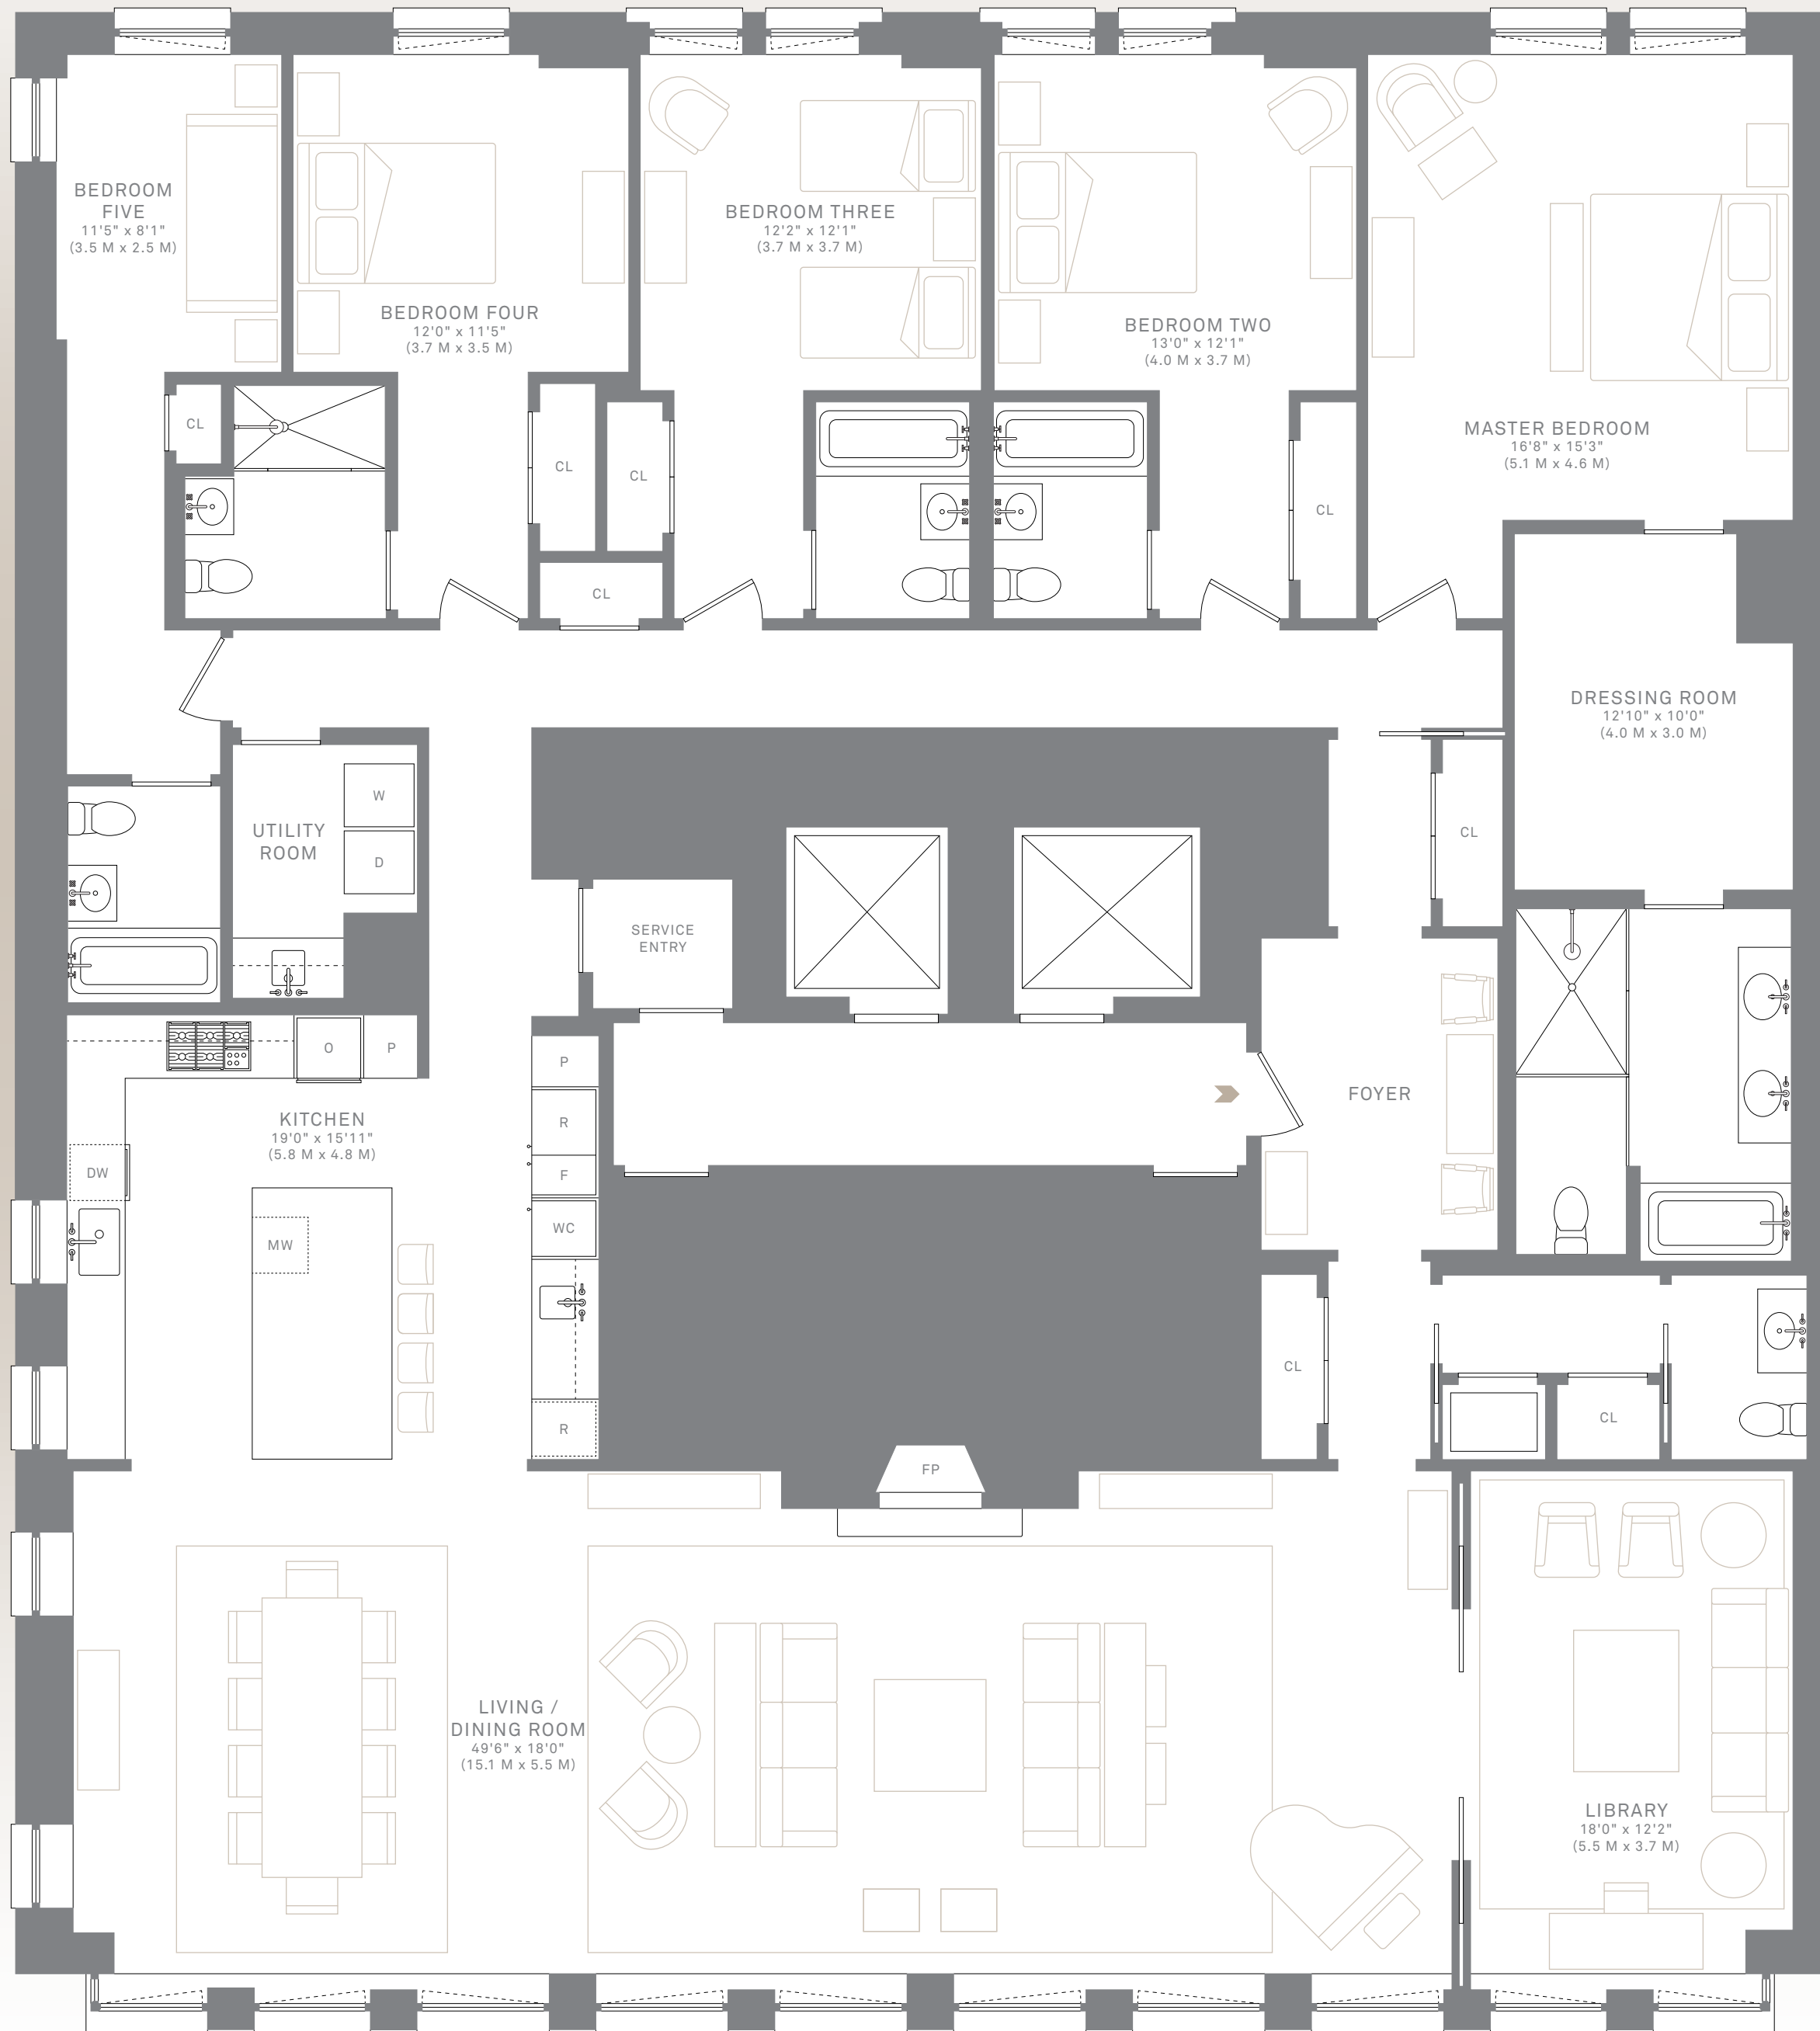 BEDROOM
FIVE
11'5" x 8'1"
(3.5 M x 2.5 M)
BEDROOM FOUR
12'0" x 11'5"
(3.7 M x 3.5 M)
BEDROOM THREE
12'2" x 12'1"
(3.7 M x 3.7 M)
BEDROOM TWO
13'0" x 12'1"
(4.0 M x 3.7 M)
MASTER BEDROOM
16'8" x 15'3"
(5.1 M x 4.6 M)
CL
CL
CL
CL
CL
DRESSING ROOM
12'10" x 10'0"
(4.0 M x 3.0 M)
UTILITY
ROOM
W
D
CL
SERVICE
ENTRY
O
P
P
R
F
WC
R
KITCHEN
19'0" x 15'11"
(5.8 M x 4.8 M)
DW
MW
FOYER
CL
CL
FP
LIVING /
DINING ROOM
49'6" x 18'0"
(15.1 M x 5.5 M)
LIBRARY
18'0" x 12'2"
(5.5 M x 3.7 M)